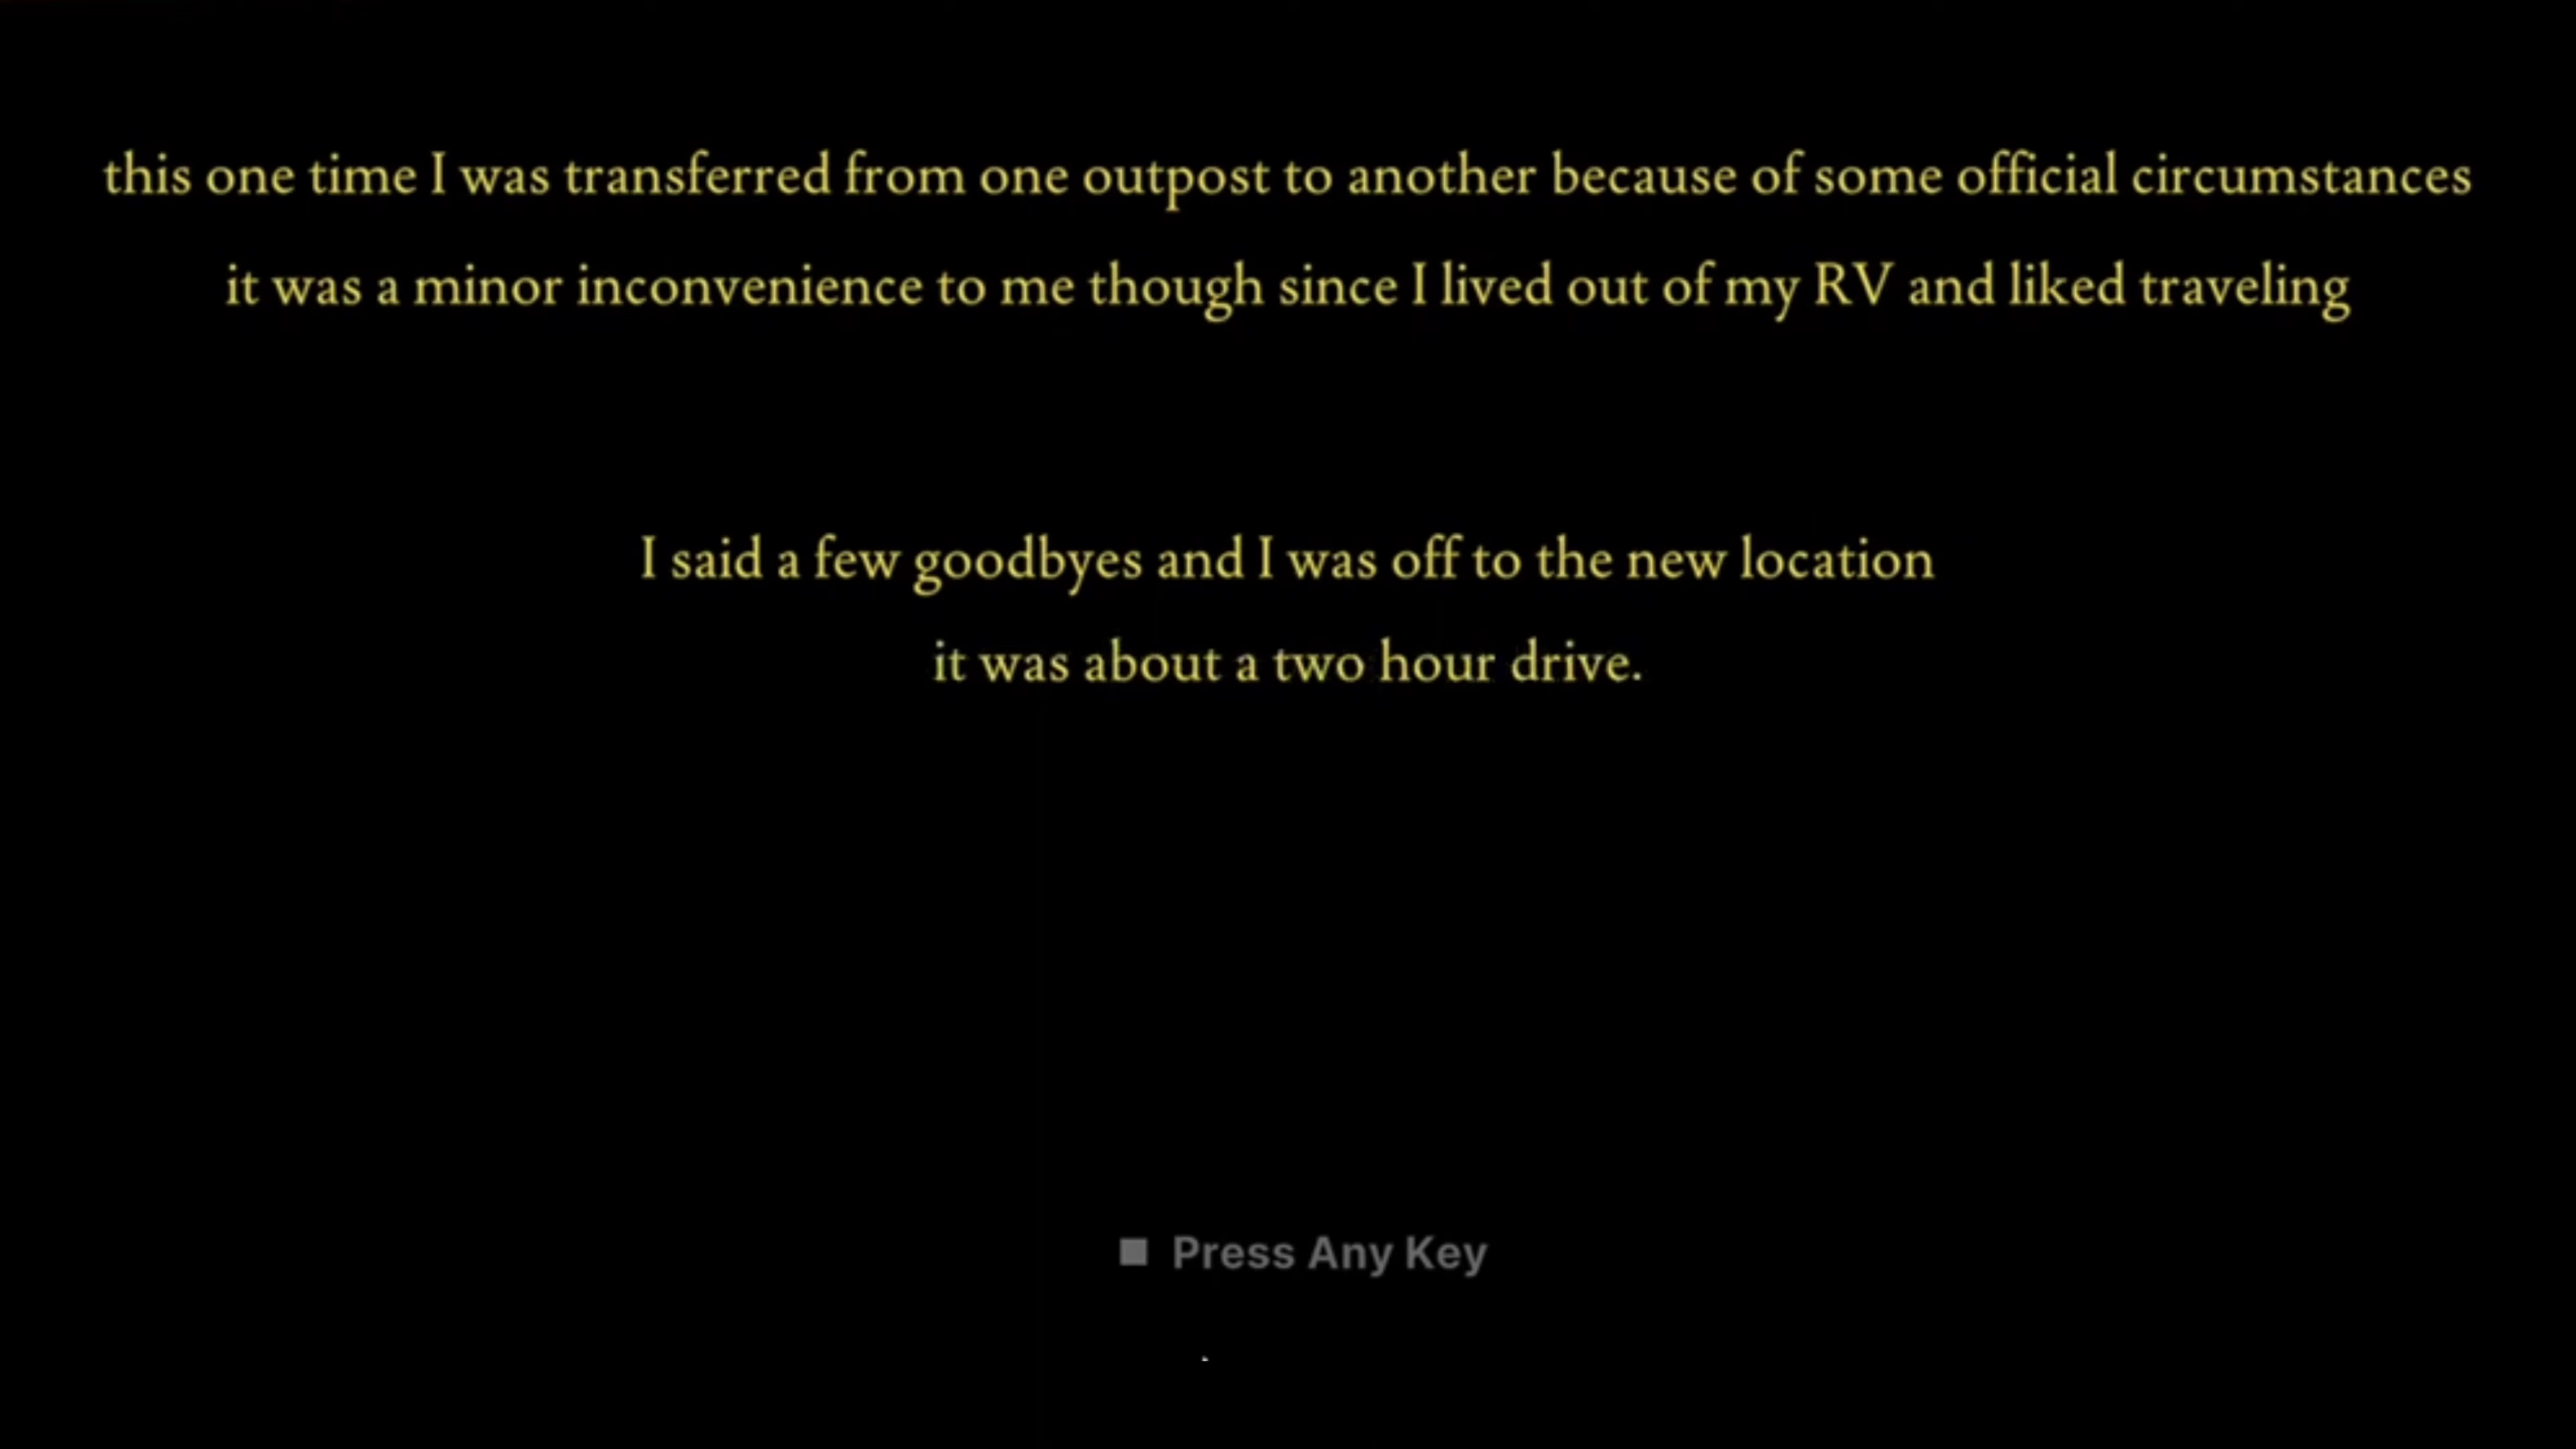 this one time I was transferred from one outpost to another because of some official circumstances
it was a minor inconvenience to me though since I lived out of my RV and liked traveling
I said a few goodbyes and I was off to the new location
it was about a two hour drive.
Press Any Key